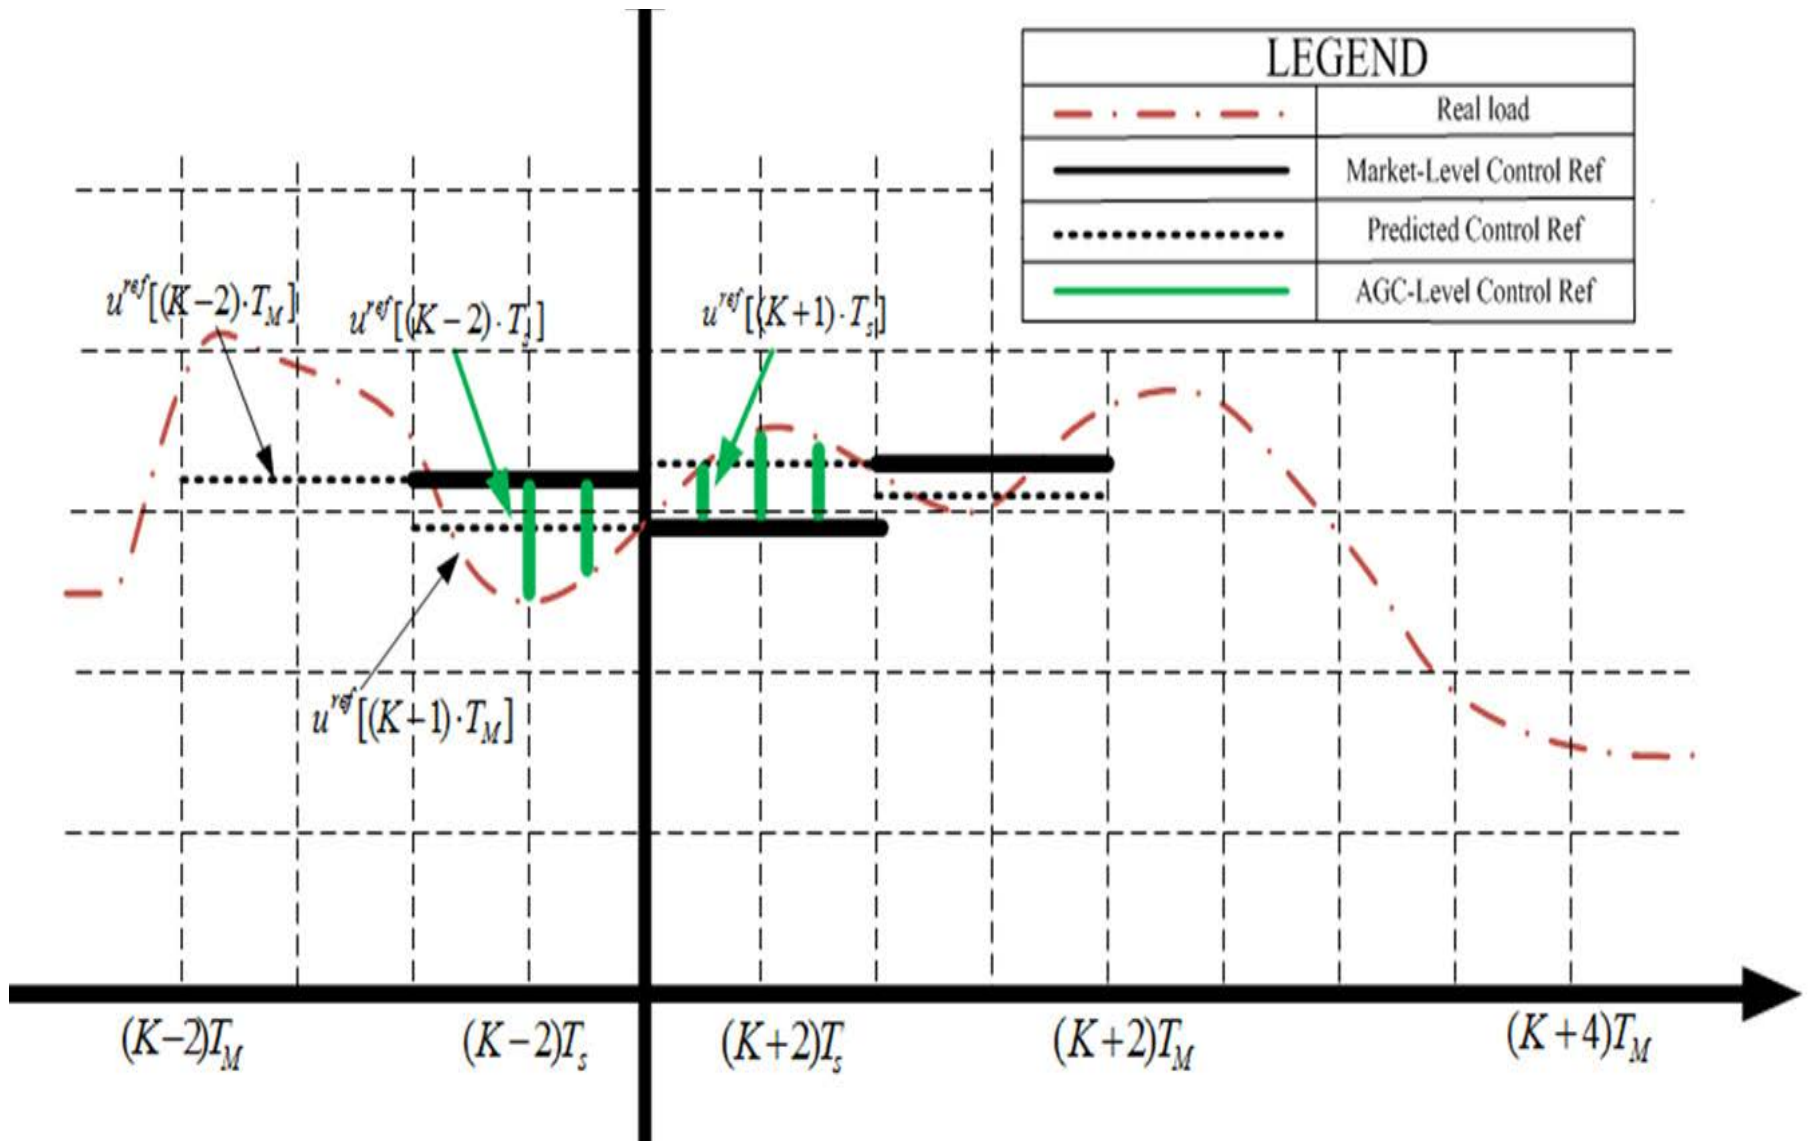 LEGEND
Real load
Market-Level Control Ref
Predicted Control Ref
AGC-Level Control Ref
u^{ref}[(K-2)·T_M]
u^{ref}[(K-2)·T_s]
u^{ref}[(K+1)·T_s]
u^{ref}[(K+1)·T_M]
(K-2)T_M
(K-2)T_s
(K+2)T_s
(K+2)T_M
(K+4)T_M